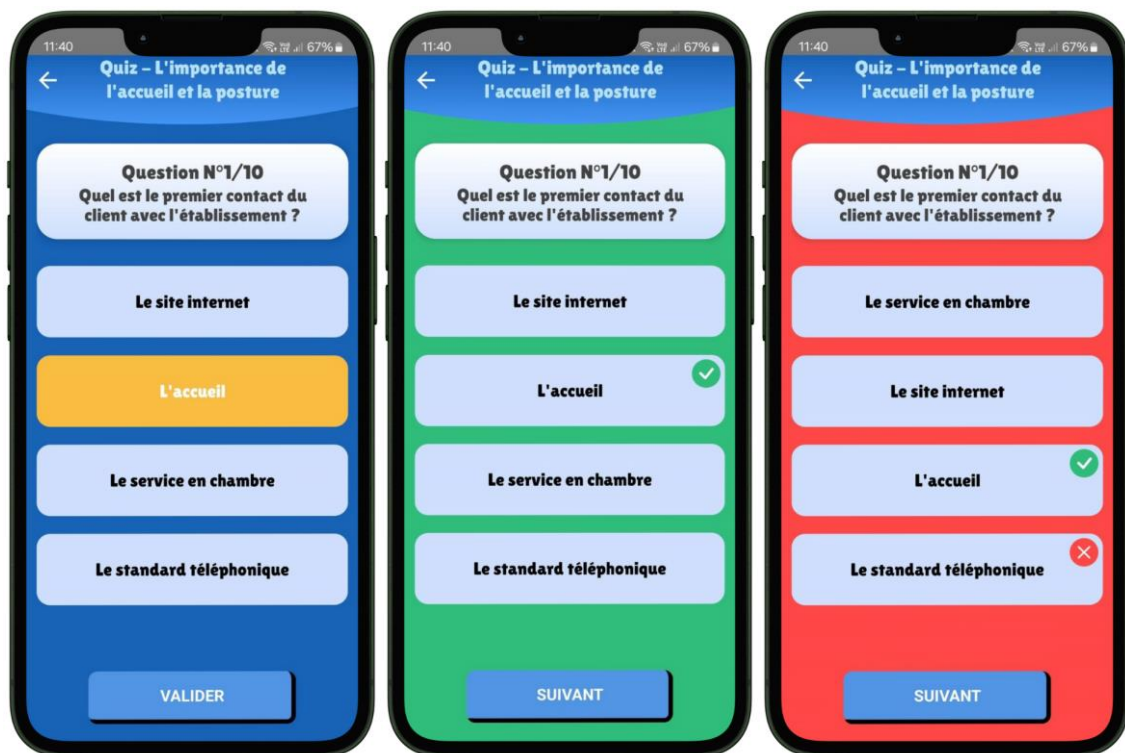 11:40
67%
Quiz – L'importance de
l'accueil et la posture
Question N°1/10
Quel est le premier contact du
client avec l'établissement ?
Le site internet
L'accueil
Le service en chambre
Le standard téléphonique
VALIDER
11:40
67%
Quiz – L'importance de
l'accueil et la posture
Question N°1/10
Quel est le premier contact du
client avec l'établissement ?
Le site internet
L'accueil
Le service en chambre
Le standard téléphonique
SUIVANT
11:40
67%
Quiz – L'importance de
l'accueil et la posture
Question N°1/10
Quel est le premier contact du
client avec l'établissement ?
Le service en chambre
Le site internet
L'accueil
Le standard téléphonique
SUIVANT